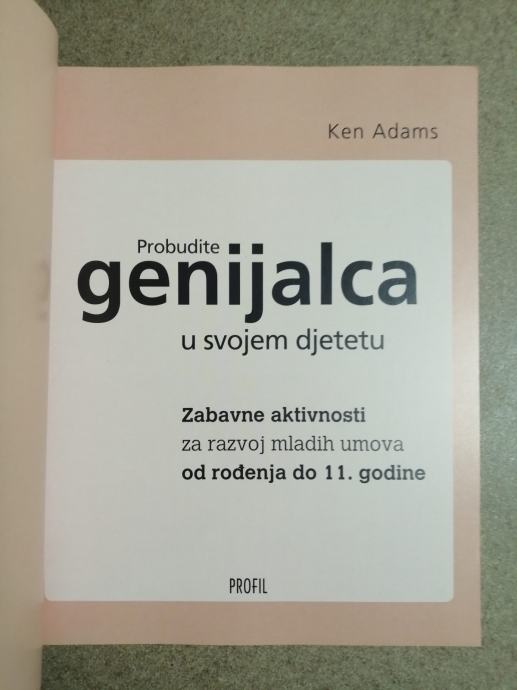 Ken Adams
Probudite
genijalca
u svojem djetetu
Zabavne aktivnosti
za razvoj mladih umova
od rođenja do 11. godine
PROFIL